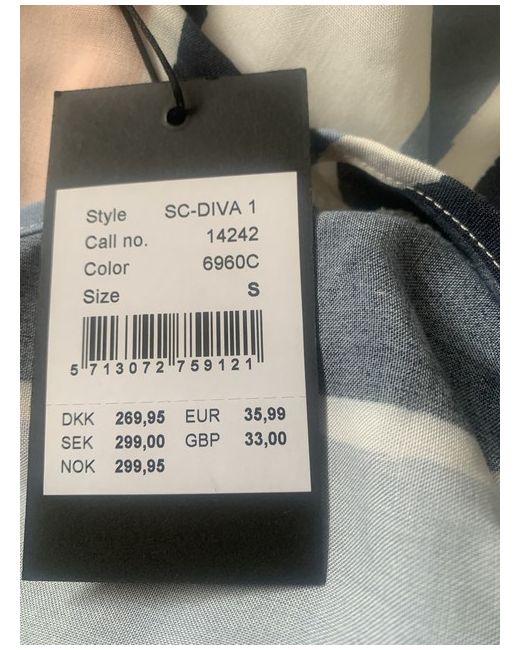 Style SC-DIVA 1
Call no. 14242
Color 6960C
Size S
5 713072 759121
DKK 269,95 EUR 35,99
SEK 299,00 GBP 33,00
NOK 299,95